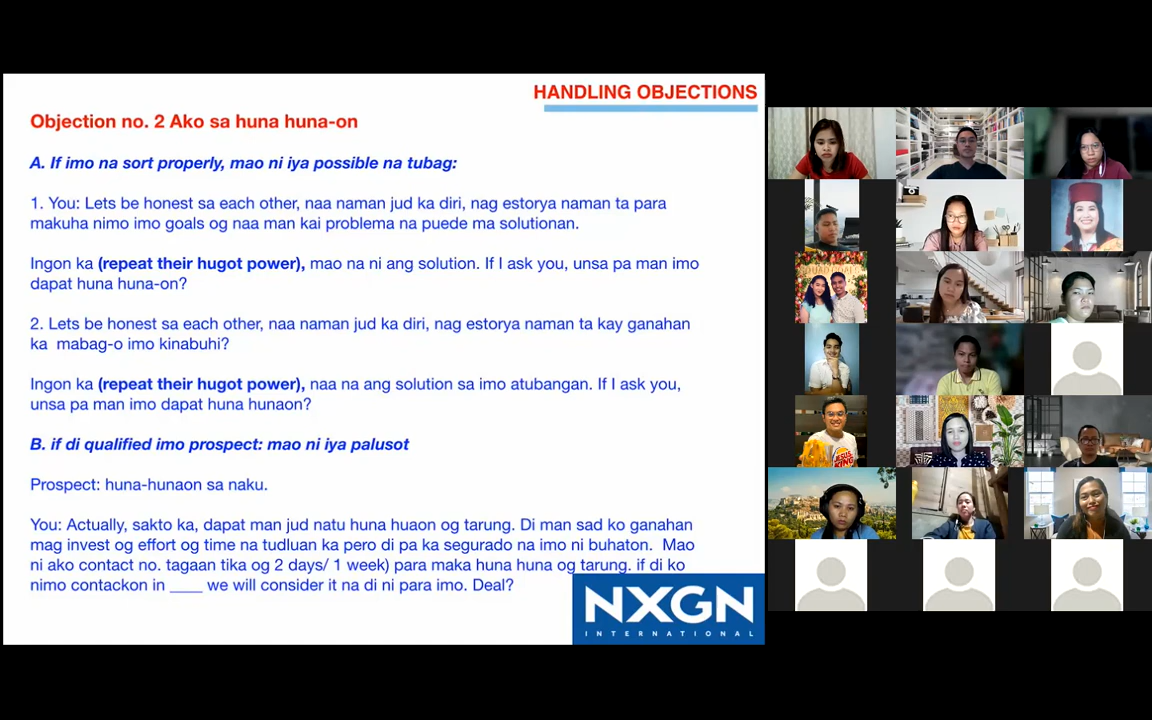 HANDLING OBJECTIONS
Objection no. 2 Ako sa huna huna-on
A. If imo na sort properly, mao ni iya possible na tubag:
1. You: Lets be honest sa each other, naa naman jud ka diri, nag estorya naman ta para
makuha nimo imo goals og naa man kai problema na puede ma solutionan.
Ingon ka (repeat their hugot power), mao na ni ang solution. If I ask you, unsa pa man imo
dapat huna huna-on?
2. Lets be honest sa each other, naa naman jud ka diri, nag estorya naman ta kay ganahan
ka mabag-o imo kinabuhi?
Ingon ka (repeat their hugot power), naa na ang solution sa imo atubangan. If I ask you,
unsa pa man imo dapat huna hunaon?
B. if di qualified imo prospect: mao ni iya palusot
Prospect: huna-hunaon sa naku.
You: Actually, sakto ka, dapat man jud natu huna huaon og tarung. Di man sad ko ganahan
mag invest og effort og time na tudluan ka pero di pa ka segurado na imo ni buhaton. Mao
ni ako contact no. tagaan tika og 2 days/ 1 week) para maka huna huna og tarung. if di ko
nimo contackon in ____ we will consider it na di ni para imo. Deal?
NXGN
INTERNATIONAL
JESUS
KING